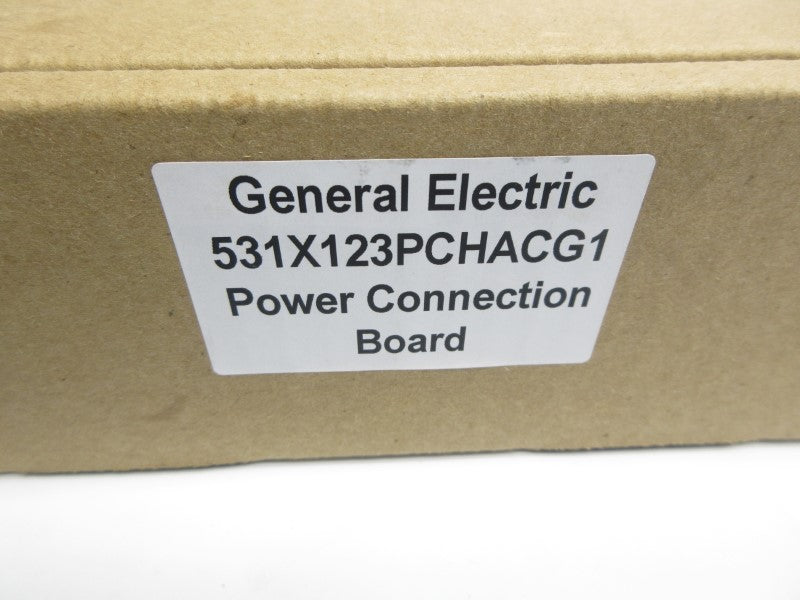 General Electric
531X123PCHACG1
Power Connection
Board